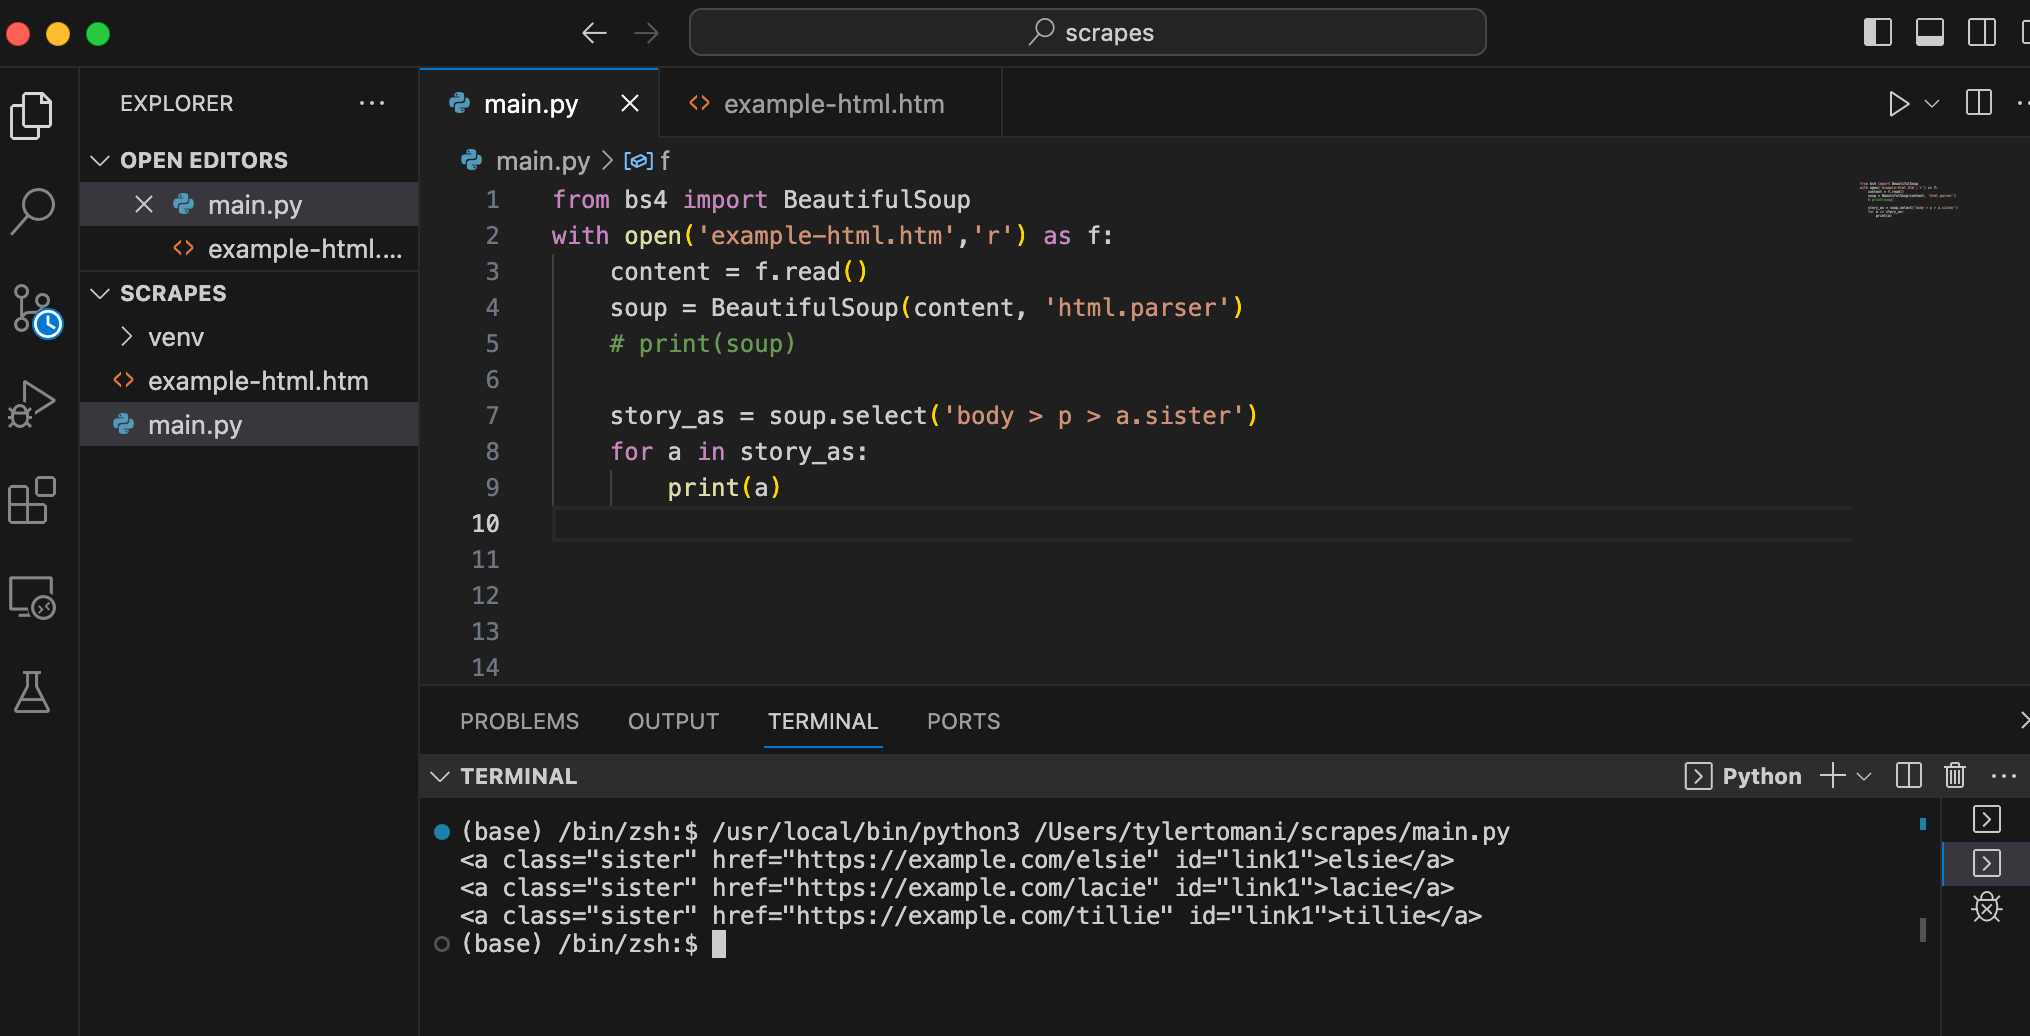 scrapes
EXPLORER
OPEN EDITORS
main.py
example-html....
SCRAPES
venv
example-html.htm
main.py
main.py
example-html.htm
main.py > f
1 from bs4 import BeautifulSoup
2 with open('example-html.htm','r') as f:
3 content = f.read()
4 soup = BeautifulSoup(content, 'html.parser')
5 # print(soup)
6
7 story_as = soup.select('body > p > a.sister')
8 for a in story_as:
9 print(a)
10
11
12
13
14
PROBLEMS OUTPUT TERMINAL PORTS
TERMINAL
Python
(base) /bin/zsh:$ /usr/local/bin/python3 /Users/tylertomani/scrapes/main.py
<a class="sister" href="https://example.com/elsie" id="link1">elsie</a>
<a class="sister" href="https://example.com/lacie" id="link1">lacie</a>
<a class="sister" href="https://example.com/tillie" id="link1">tillie</a>
(base) /bin/zsh:$